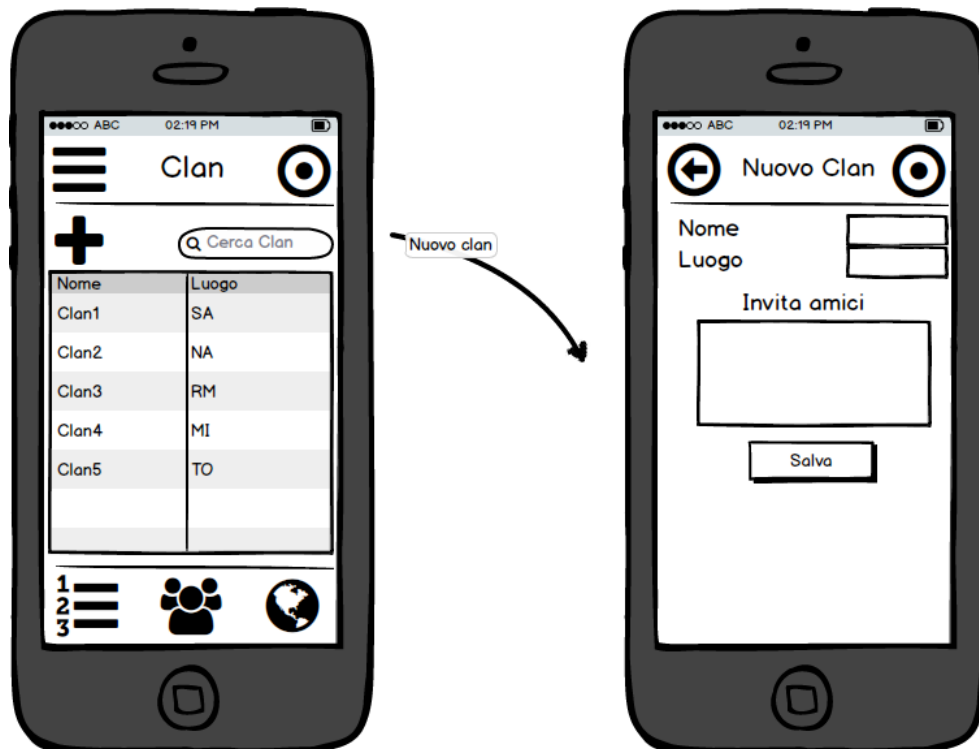 ABC 02:19 PM
Clan
Cerca Clan
Nome Luogo
Clan1 SA
Clan2 NA
Clan3 RM
Clan4 MI
Clan5 TO
1
2
3
Nuovo clan
ABC 02:19 PM
Nuovo Clan
Nome
Luogo
Invita amici
Salva